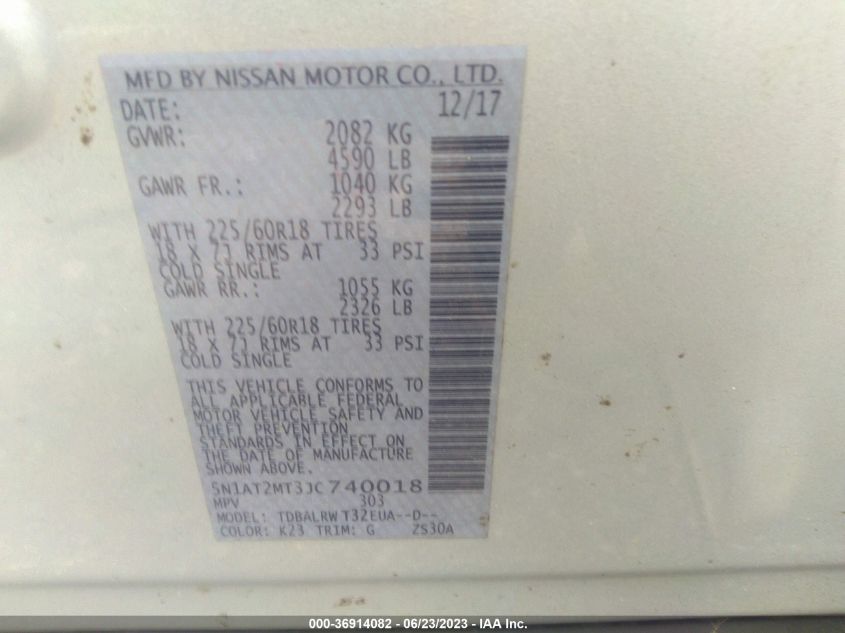 MFD BY NISSAN MOTOR CO., LTD.
DATE: 12/17
GVWR: 2082 KG
4590 LB
GAWR FR.: 1040 KG
2293 LB
WITH 225/60R18 TIRES
18 X 7J RIMS AT 33 PSI
COLD SINGLE
GAWR RR.: 1055 KG
2326 LB
WITH 225/60R18 TIRES
18 X 7J RIMS AT 33 PSI
COLD SINGLE
THIS VEHICLE CONFORMS TO
ALL APPLICABLE FEDERAL
MOTOR VEHICLE SAFETY AND
THEFT PREVENTION
STANDARDS IN EFFECT ON
THE DATE OF MANUFACTURE
SHOWN ABOVE.
5N1AT2MT3JC740018
MPV 303
MODEL: TDBALRW T32EUA--D--
COLOR: K23 TRIM: G ZS30A
000-36914082 - 06/23/2023 - IAA Inc.